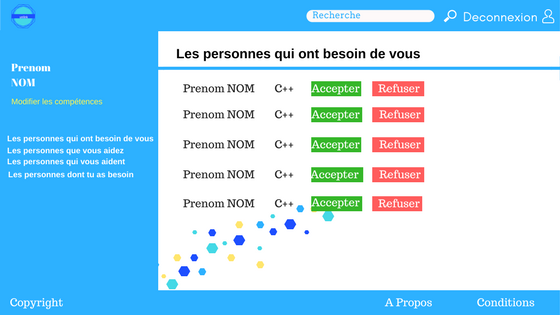 Recherche
Deconnexion
Prenom
NOM
Modifier les compétences
Les personnes qui ont besoin de vous
Les personnes que vous aidez
Les personnes qui vous aident
Les personnes dont tu as besoin
Les personnes qui ont besoin de vous
Prenom NOM C++ Accepter Refuser
Prenom NOM C++ Accepter Refuser
Prenom NOM C++ Accepter Refuser
Prenom NOM C++ Accepter Refuser
Prenom NOM C++ Accepter Refuser
Copyright A Propos Conditions